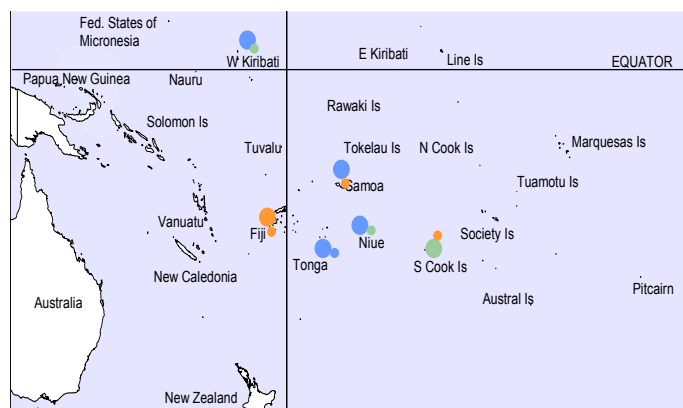 Fed. States of
Micronesia
W Kiribati
E Kiribati
Line Is
EQUATOR
Papua New Guinea
Nauru
Rawaki Is
Solomon Is
Tuvalu
Tokelau Is
N Cook Is
Marquesas Is
Samoa
Tuamotu Is
Vanuatu
Fiji
Niue
Society Is
Tonga
S Cook Is
New Caledonia
Pitcairn
Australia
Austral Is
New Zealand